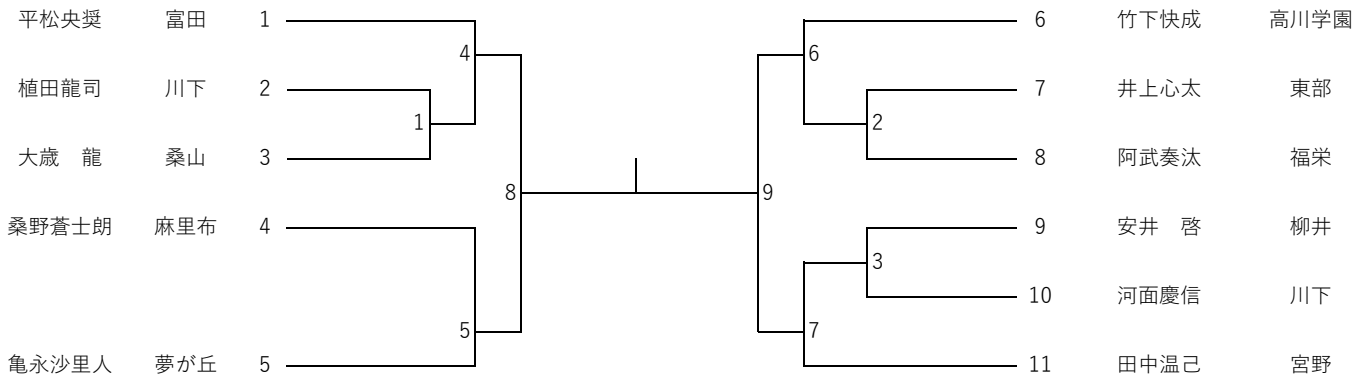 平松央奨 富田 1 6 竹下快成 高川学園
4 6
植田龍司 川下 2 7 井上心太 東部
1 2
大歳　龍 桑山 3 8 阿武奏汰 福栄
8 9
桑野蒼士朗 麻里布 4 9 安井　啓 柳井
3
10 河面慶信 川下
5 7
亀永沙里人 夢が丘 5 11 田中温己 宮野